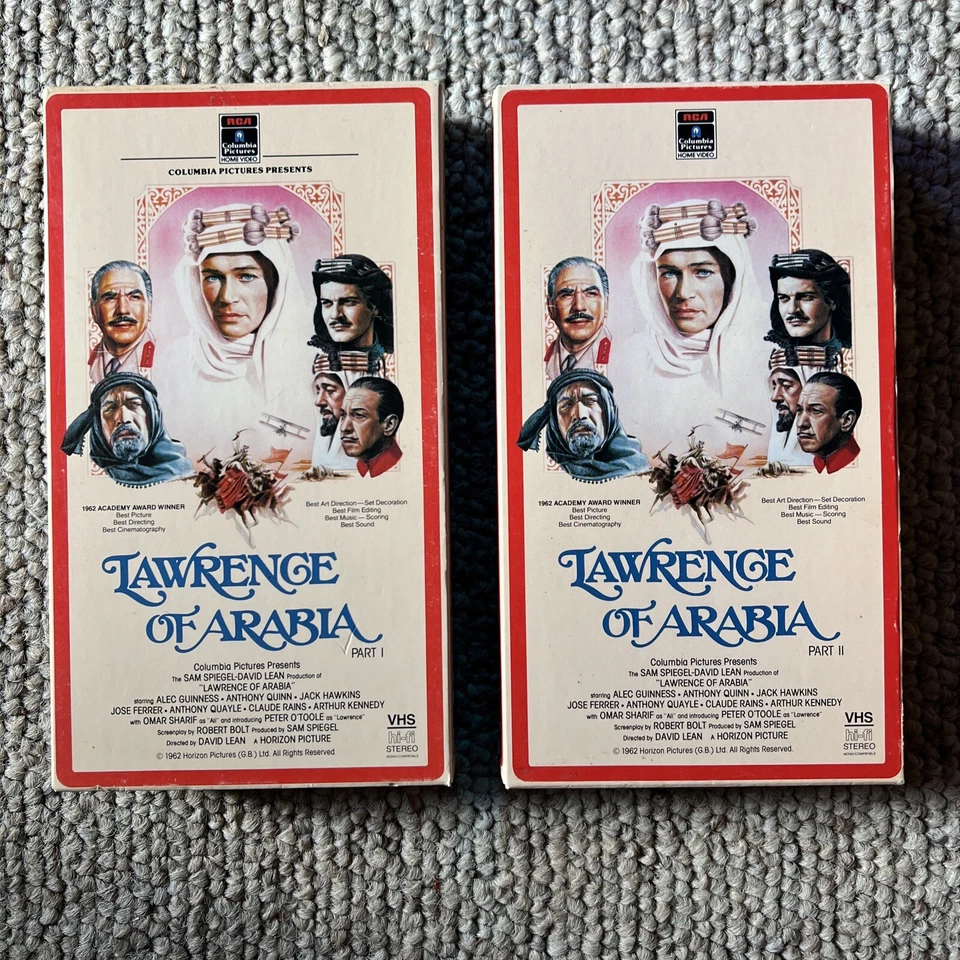 RCA
Columbia
Pictures
HOME VIDEO
COLUMBIA PICTURES PRESENTS
1962 ACADEMY AWARD WINNER
Best Picture
Best Directing
Best Cinematography
Best Art Direction—Set Decoration
Best Film Editing
Best Music—Scoring
Best Sound
LAWRENCE
OF ARABIA
PART I
Columbia Pictures Presents
The SAM SPIEGEL-DAVID LEAN Production of
"LAWRENCE OF ARABIA"
starring ALEC GUINNESS • ANTHONY QUINN • JACK HAWKINS
JOSE FERRER • ANTHONY QUAYLE • CLAUDE RAINS • ARTHUR KENNEDY
with OMAR SHARIF as "Ali" and introducing PETER O'TOOLE as "Lawrence"
Screenplay by ROBERT BOLT Produced by SAM SPIEGEL
Directed by DAVID LEAN A HORIZON PICTURE
© 1962 Horizon Pictures (G.B.) Ltd. All Rights Reserved.
VHS
hi-fi
STEREO
MONO COMPATIBLE
RCA
Columbia
Pictures
HOME VIDEO
1962 ACADEMY AWARD WINNER
Best Picture
Best Directing
Best Cinematography
Best Art Direction—Set Decoration
Best Film Editing
Best Music—Scoring
Best Sound
LAWRENCE
OF ARABIA
PART II
Columbia Pictures Presents
The SAM SPIEGEL-DAVID LEAN Production of
"LAWRENCE OF ARABIA"
starring ALEC GUINNESS • ANTHONY QUINN • JACK HAWKINS
JOSE FERRER • ANTHONY QUAYLE • CLAUDE RAINS • ARTHUR KENNEDY
with OMAR SHARIF as "Ali" and introducing PETER O'TOOLE as "Lawrence"
Screenplay by ROBERT BOLT Produced by SAM SPIEGEL
Directed by DAVID LEAN A HORIZON PICTURE
© 1962 Horizon Pictures (G.B.) Ltd. All Rights Reserved.
VHS
hi-fi
STEREO
MONO COMPATIBLE